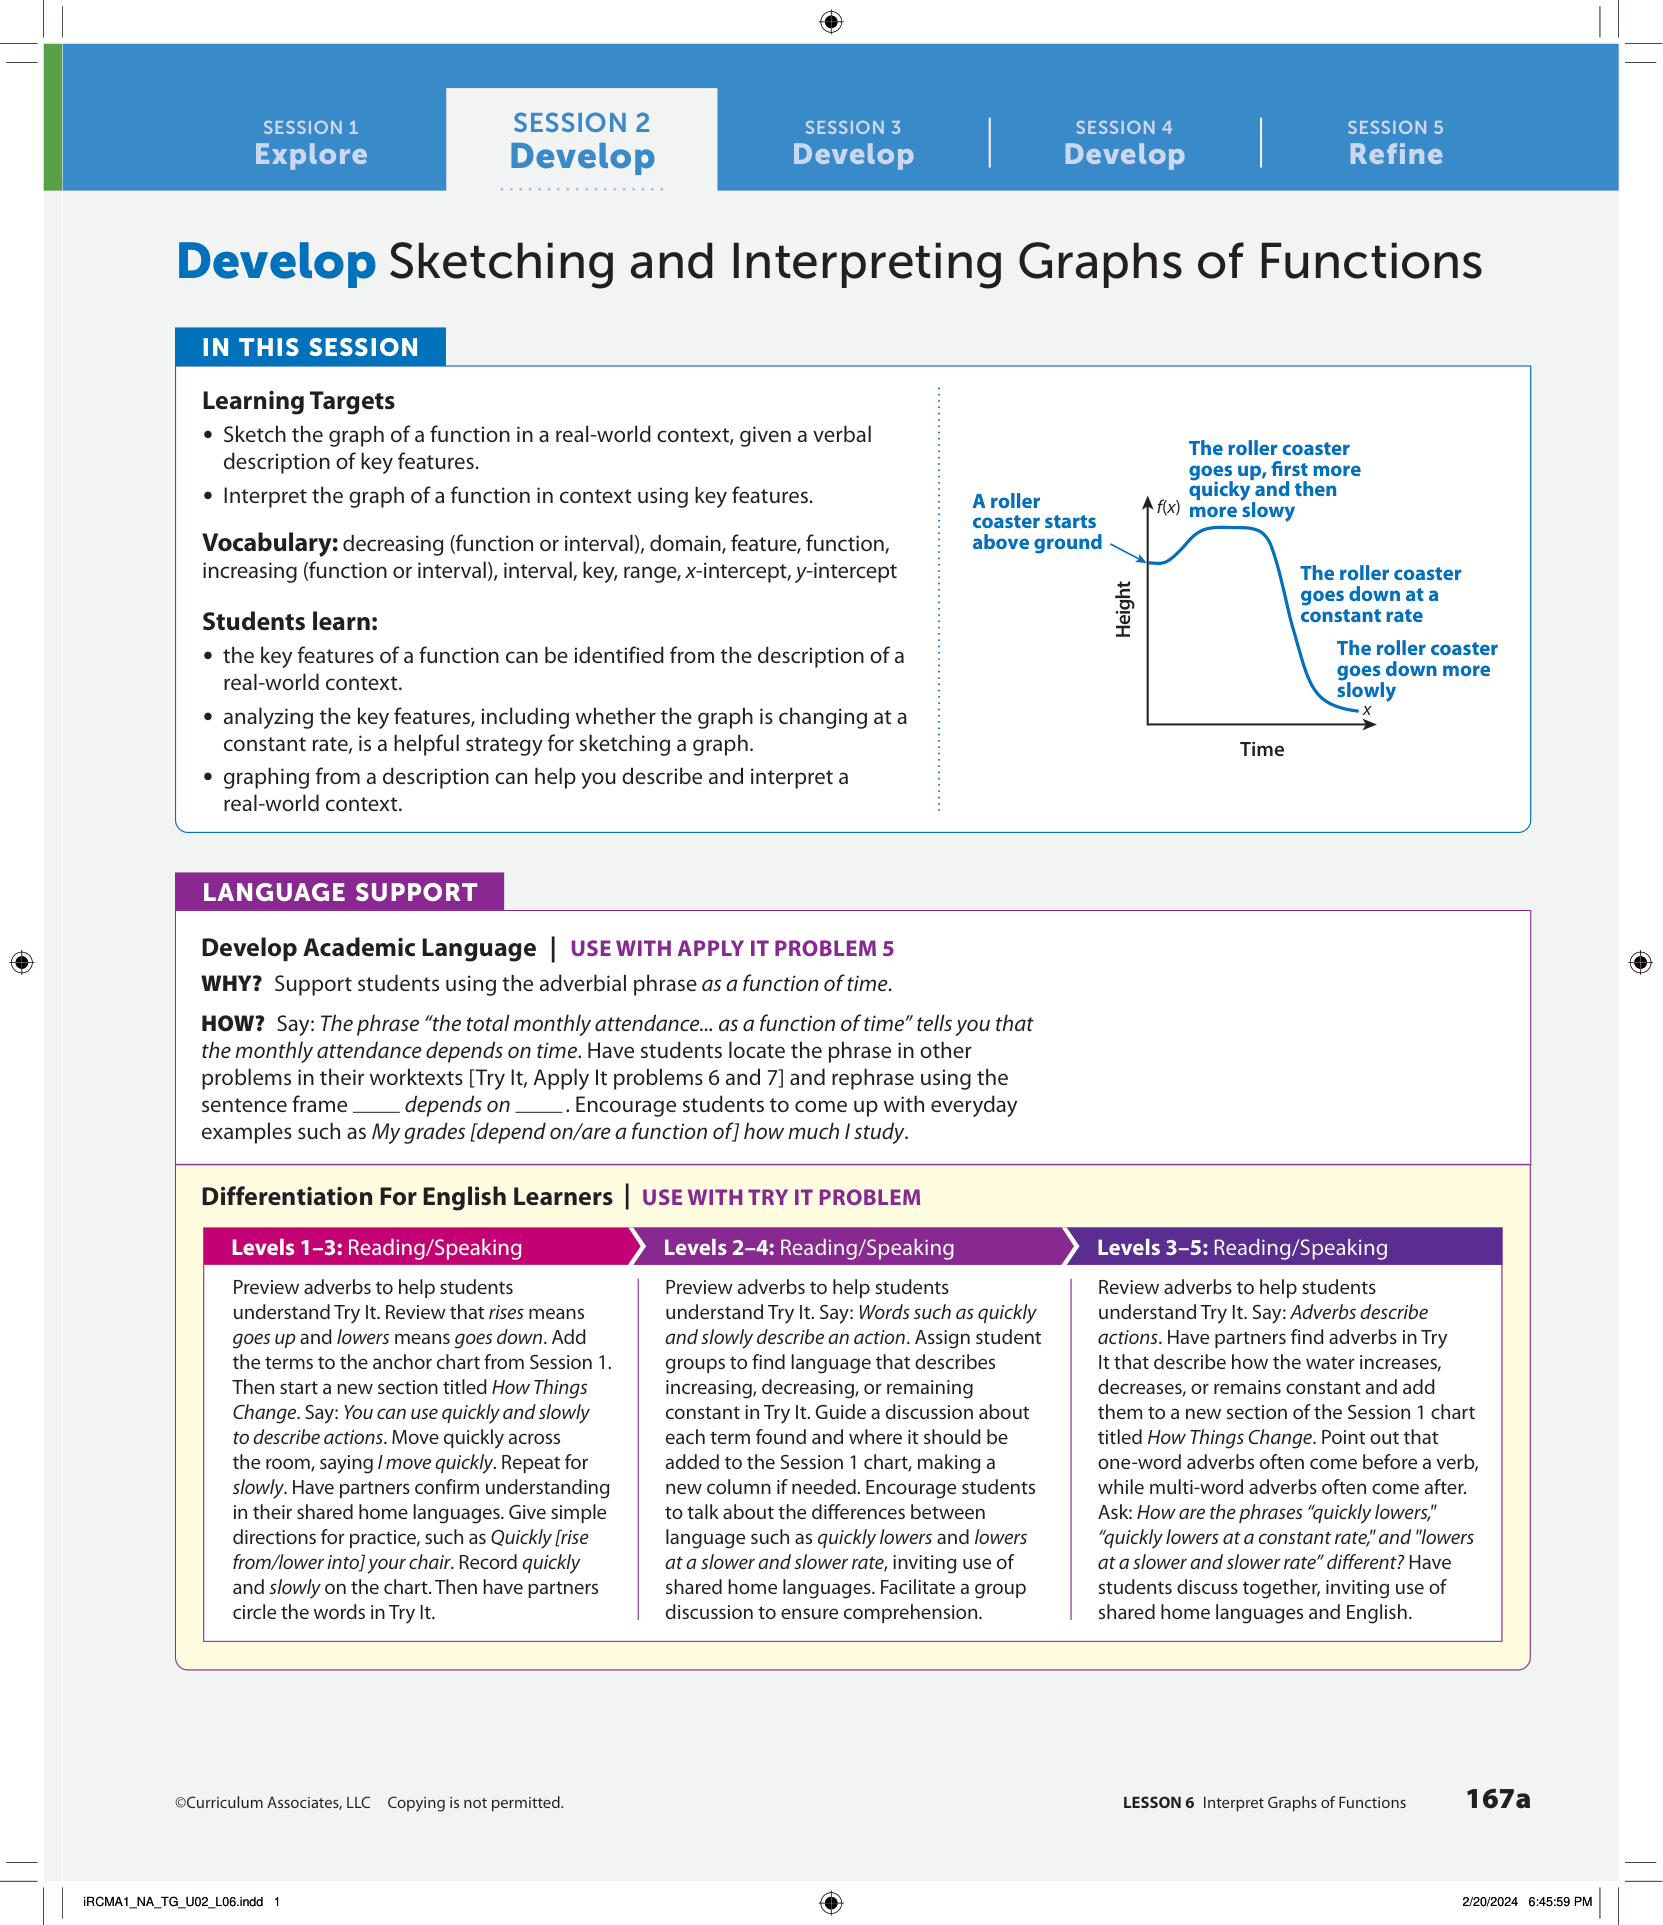 SESSION 1
Explore
SESSION 2
Develop
SESSION 3
Develop
SESSION 4
Develop
SESSION 5
Refine
Develop Sketching and Interpreting Graphs of Functions
IN THIS SESSION
Learning Targets
• Sketch the graph of a function in a real-world context, given a verbal
description of key features.
• Interpret the graph of a function in context using key features.
Vocabulary: decreasing (function or interval), domain, feature, function,
increasing (function or interval), interval, key, range, x-intercept, y-intercept
Students learn:
• the key features of a function can be identified from the description of a
real-world context.
• analyzing the key features, including whether the graph is changing at a
constant rate, is a helpful strategy for sketching a graph.
• graphing from a description can help you describe and interpret a
real-world context.
A roller
coaster starts
above ground
The roller coaster
goes up, first more
quicky and then
more slowy
f(x)
The roller coaster
goes down at a
constant rate
The roller coaster
goes down more
slowly
x
Height
Time
LANGUAGE SUPPORT
Develop Academic Language | USE WITH APPLY IT PROBLEM 5
WHY? Support students using the adverbial phrase as a function of time.
HOW? Say: The phrase “the total monthly attendance... as a function of time” tells you that
the monthly attendance depends on time. Have students locate the phrase in other
problems in their worktexts [Try It, Apply It problems 6 and 7] and rephrase using the
sentence frame ____ depends on ____ . Encourage students to come up with everyday
examples such as My grades [depend on/are a function of] how much I study.
Differentiation For English Learners | USE WITH TRY IT PROBLEM
Levels 1–3: Reading/Speaking
Preview adverbs to help students
understand Try It. Review that rises means
goes up and lowers means goes down. Add
the terms to the anchor chart from Session 1.
Then start a new section titled How Things
Change. Say: You can use quickly and slowly
to describe actions. Move quickly across
the room, saying I move quickly. Repeat for
slowly. Have partners confirm understanding
in their shared home languages. Give simple
directions for practice, such as Quickly [rise
from/lower into] your chair. Record quickly
and slowly on the chart. Then have partners
circle the words in Try It.
Levels 2–4: Reading/Speaking
Preview adverbs to help students
understand Try It. Say: Words such as quickly
and slowly describe an action. Assign student
groups to find language that describes
increasing, decreasing, or remaining
constant in Try It. Guide a discussion about
each term found and where it should be
added to the Session 1 chart, making a
new column if needed. Encourage students
to talk about the differences between
language such as quickly lowers and lowers
at a slower and slower rate, inviting use of
shared home languages. Facilitate a group
discussion to ensure comprehension.
Levels 3–5: Reading/Speaking
Review adverbs to help students
understand Try It. Say: Adverbs describe
actions. Have partners find adverbs in Try
It that describe how the water increases,
decreases, or remains constant and add
them to a new section of the Session 1 chart
titled How Things Change. Point out that
one-word adverbs often come before a verb,
while multi-word adverbs often come after.
Ask: How are the phrases “quickly lowers,"
“quickly lowers at a constant rate," and "lowers
at a slower and slower rate” different? Have
students discuss together, inviting use of
shared home languages and English.
©Curriculum Associates, LLC Copying is not permitted.
LESSON 6 Interpret Graphs of Functions 167a
iRCMA1_NA_TG_U02_L06.indd 1
2/20/2024 6:45:59 PM